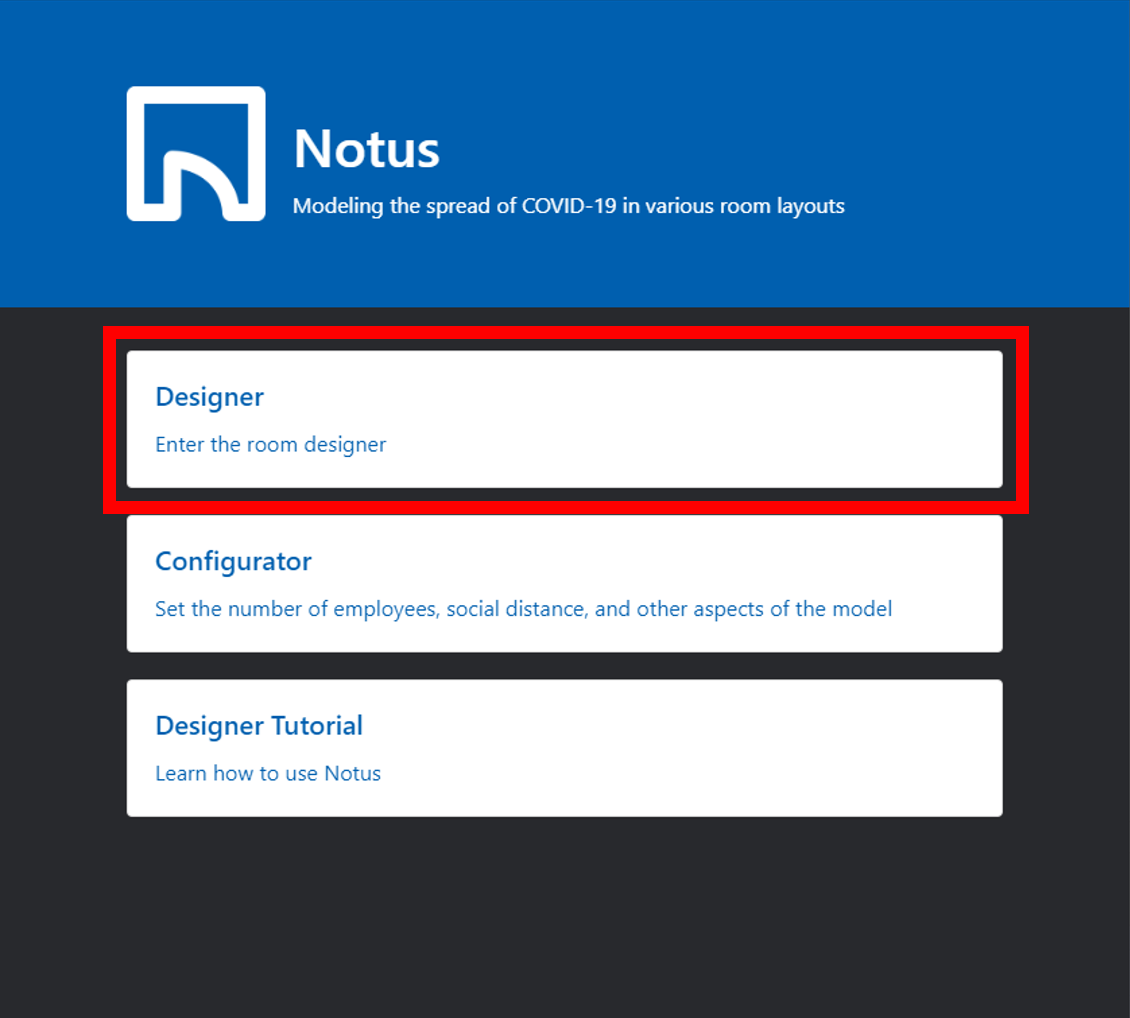 Notus
Modeling the spread of COVID-19 in various room layouts
Designer
Enter the room designer
Configurator
Set the number of employees, social distance, and other aspects of the model
Designer Tutorial
Learn how to use Notus